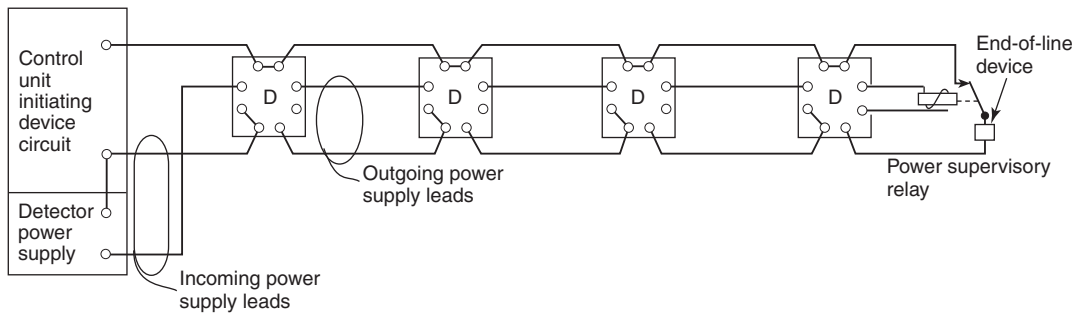 Control
unit
initiating
device
circuit
Detector
power
supply
D
D
D
D
End-of-line
device
Outgoing power
supply leads
Power supervisory
relay
Incoming power
supply leads